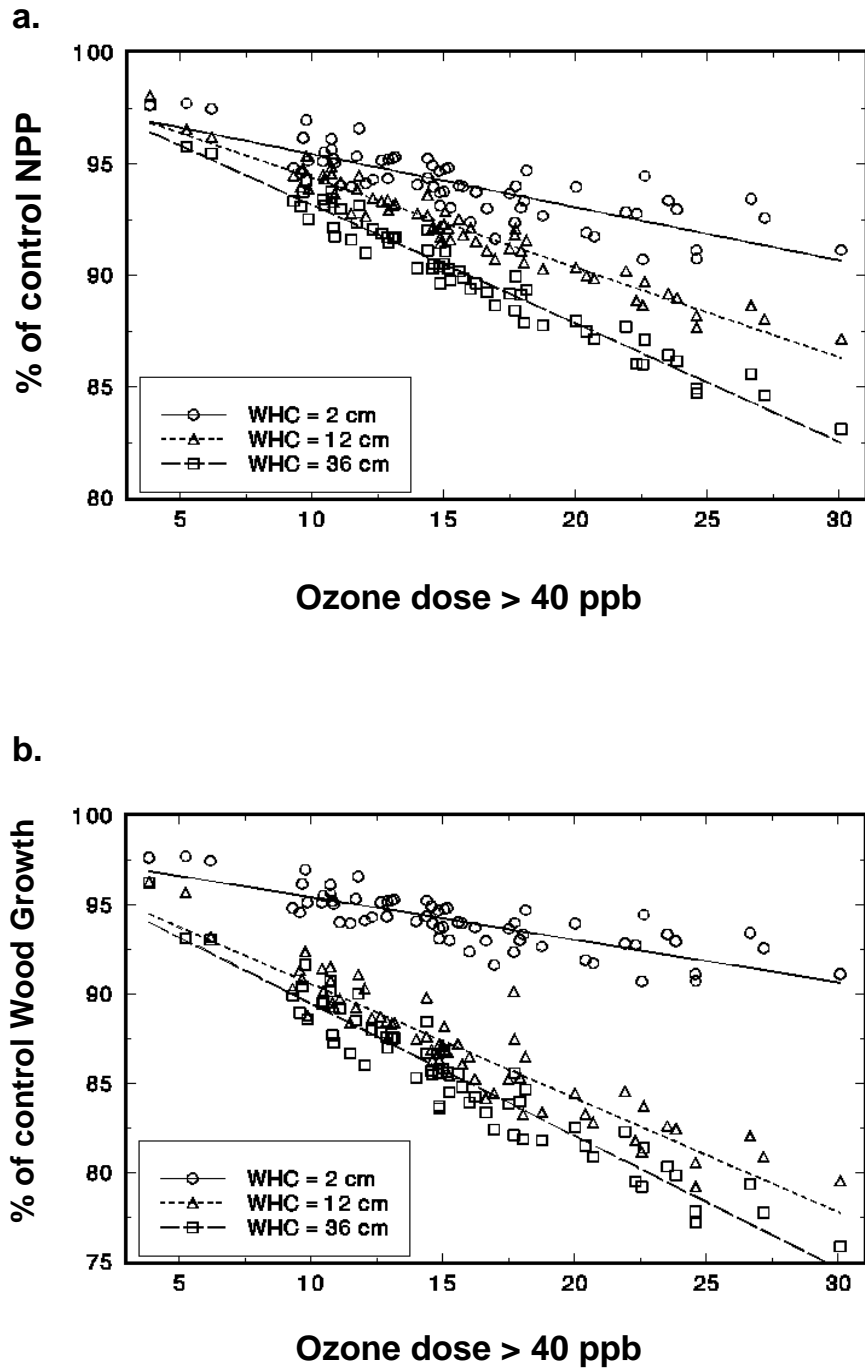 a.
% of control NPP
100
95
90
85
80
WHC = 2 cm
WHC = 12 cm
WHC = 36 cm
5 10 15 20 25 30
Ozone dose > 40 ppb
b.
% of control Wood Growth
100
95
90
85
80
75
WHC = 2 cm
WHC = 12 cm
WHC = 36 cm
5 10 15 20 25 30
Ozone dose > 40 ppb